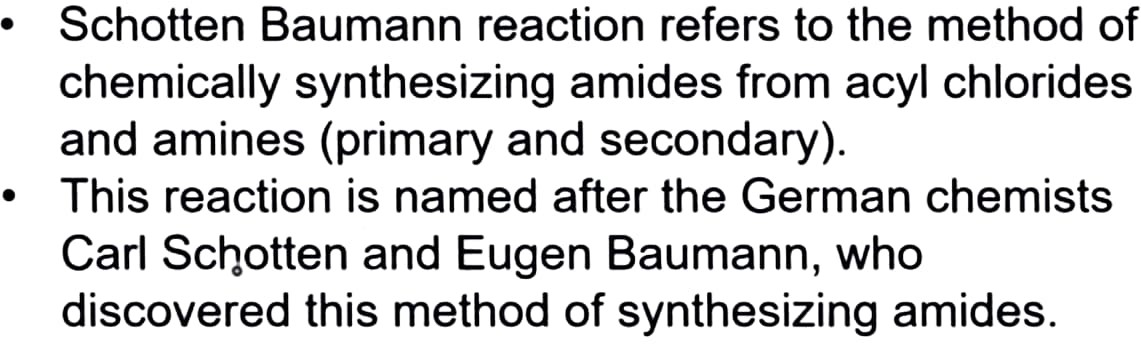 • Schotten Baumann reaction refers to the method of
chemically synthesizing amides from acyl chlorides
and amines (primary and secondary).
• This reaction is named after the German chemists
Carl Schotten and Eugen Baumann, who
discovered this method of synthesizing amides.